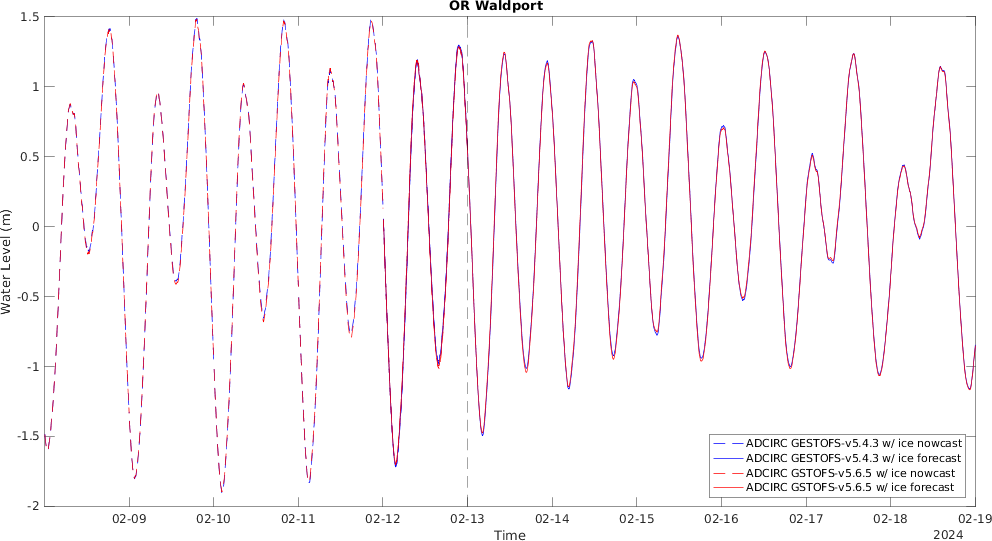 OR Waldport
1.5
1
0.5
0
-0.5
-1
-1.5
-2
Water Level (m)
ADCIRC GESTOFS-v5.4.3 w/ ice nowcast
ADCIRC GESTOFS-v5.4.3 w/ ice forecast
ADCIRC GSTOFS-v5.6.5 w/ ice nowcast
ADCIRC GSTOFS-v5.6.5 w/ ice forecast
02-09 02-10 02-11 02-12 02-13 02-14 02-15 02-16 02-17 02-18 02-19
Time
2024